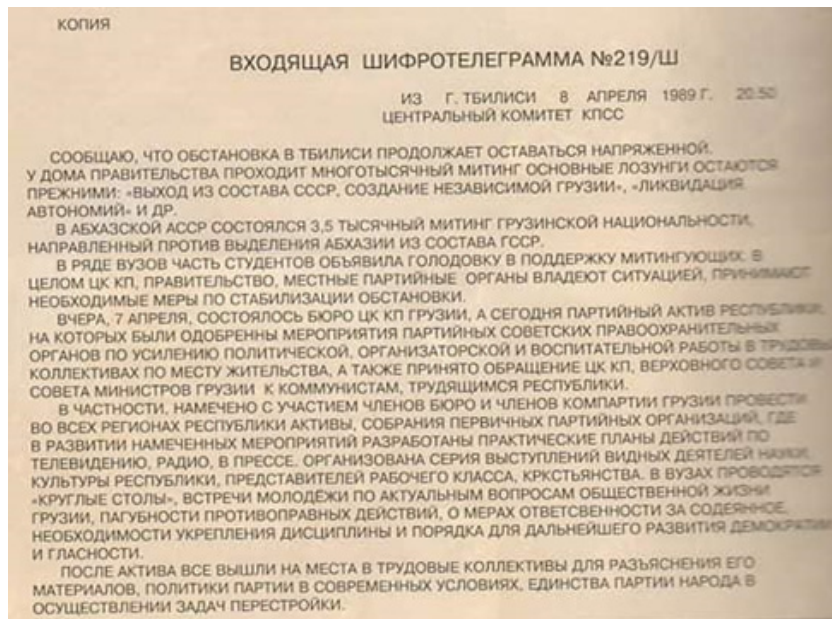 КОПИЯ
ВХОДЯЩАЯ ШИФРОТЕЛЕГРАММА №219/Ш
ИЗ Г. ТБИЛИСИ 8 АПРЕЛЯ 1989 Г. 20.50
ЦЕНТРАЛЬНЫЙ КОМИТЕТ КПСС
СООБЩАЮ, ЧТО ОБСТАНОВКА В ТБИЛИСИ ПРОДОЛЖАЕТ ОСТАВАТЬСЯ НАПРЯЖЕННОЙ.
У ДОМА ПРАВИТЕЛЬСТВА ПРОХОДИТ МНОГОТЫСЯЧНЫЙ МИТИНГ ОСНОВНЫЕ ЛОЗУНГИ ОСТАЮТСЯ
ПРЕЖНИМИ: «ВЫХОД ИЗ СОСТАВА СССР, СОЗДАНИЕ НЕЗАВИСИМОЙ ГРУЗИИ», «ЛИКВИДАЦИЯ
АВТОНОМИЙ» И ДР.
В АБХАЗСКОЙ АССР СОСТОЯЛСЯ 3,5 ТЫСЯЧНЫЙ МИТИНГ ГРУЗИНСКОЙ НАЦИОНАЛЬНОСТИ,
НАПРАВЛЕННЫЙ ПРОТИВ ВЫДЕЛЕНИЯ АБХАЗИИ ИЗ СОСТАВА ГССР.
В РЯДЕ ВУЗОВ ЧАСТЬ СТУДЕНТОВ ОБЪЯВИЛА ГОЛОДОВКУ В ПОДДЕРЖКУ МИТИНГУЮЩИХ. В
ЦЕЛОМ ЦК КП, ПРАВИТЕЛЬСТВО, МЕСТНЫЕ ПАРТИЙНЫЕ ОРГАНЫ ВЛАДЕЮТ СИТУАЦИЕЙ, ПРИНИМАЮТ
НЕОБХОДИМЫЕ МЕРЫ ПО СТАБИЛИЗАЦИИ ОБСТАНОВКИ.
ВЧЕРА, 7 АПРЕЛЯ, СОСТОЯЛОСЬ БЮРО ЦК КП ГРУЗИИ, А СЕГОДНЯ ПАРТИЙНЫЙ АКТИВ РЕСПУБЛИКИ,
НА КОТОРЫХ БЫЛИ ОДОБРЕННЫ МЕРОПРИЯТИЯ ПАРТИЙНЫХ СОВЕТСКИХ ПРАВООХРАНИТЕЛЬНЫХ
ОРГАНОВ ПО УСИЛЕНИЮ ПОЛИТИЧЕСКОЙ, ОРГАНИЗАТОРСКОЙ И ВОСПИТАТЕЛЬНОЙ РАБОТЫ В ТРУДОВЫ
КОЛЛЕКТИВАХ ПО МЕСТУ ЖИТЕЛЬСТВА, А ТАКЖЕ ПРИНЯТО ОБРАЩЕНИЕ ЦК КП, ВЕРХОВНОГО СОВЕТА И
СОВЕТА МИНИСТРОВ ГРУЗИИ К КОММУНИСТАМ, ТРУДЯЩИМСЯ РЕСПУБЛИКИ.
В ЧАСТНОСТИ, НАМЕЧЕНО С УЧАСТИЕМ ЧЛЕНОВ БЮРО И ЧЛЕНОВ КОМПАРТИИ ГРУЗИИ ПРОВЕСТИ
ВО ВСЕХ РЕГИОНАХ РЕСПУБЛИКИ АКТИВЫ, СОБРАНИЯ ПЕРВИЧНЫХ ПАРТИЙНЫХ ОРГАНИЗАЦИЙ, ГДЕ
В РАЗВИТИИ НАМЕЧЕННЫХ МЕРОПРИЯТИЙ РАЗРАБОТАНЫ ПРАКТИЧЕСКИЕ ПЛАНЫ ДЕЙСТВИЙ ПО
ТЕЛЕВИДЕНИЮ, РАДИО, В ПРЕССЕ. ОРГАНИЗОВАНА СЕРИЯ ВЫСТУПЛЕНИЙ ВИДНЫХ ДЕЯТЕЛЕЙ НАУКИ,
КУЛЬТУРЫ РЕСПУБЛИКИ, ПРЕДСТАВИТЕЛЕЙ РАБОЧЕГО КЛАССА, КРКСТЬЯНСТВА. В ВУЗАХ ПРОВОДЯТСЯ
«КРУГЛЫЕ СТОЛЫ», ВСТРЕЧИ МОЛОДЁЖИ ПО АКТУАЛЬНЫМ ВОПРОСАМ ОБЩЕСТВЕННОЙ ЖИЗНИ
ГРУЗИИ, ПАГУБНОСТИ ПРОТИВОПРАВНЫХ ДЕЙСТВИЙ, О МЕРАХ ОТВЕТСВЕННОСТИ ЗА СОДЕЯННОЕ,
НЕОБХОДИМОСТИ УКРЕПЛЕНИЯ ДИСЦИПЛИНЫ И ПОРЯДКА ДЛЯ ДАЛЬНЕЙШЕГО РАЗВИТИЯ ДЕМОКРАТИИ
И ГЛАСНОСТИ.
ПОСЛЕ АКТИВА ВСЕ ВЫШЛИ НА МЕСТА В ТРУДОВЫЕ КОЛЛЕКТИВЫ ДЛЯ РАЗЪЯСНЕНИЯ ЕГО
МАТЕРИАЛОВ, ПОЛИТИКИ ПАРТИИ В СОВРЕМЕННЫХ УСЛОВИЯХ, ЕДИНСТВА ПАРТИИ НАРОДА В
ОСУЩЕСТВЛЕНИИ ЗАДАЧ ПЕРЕСТРОЙКИ.